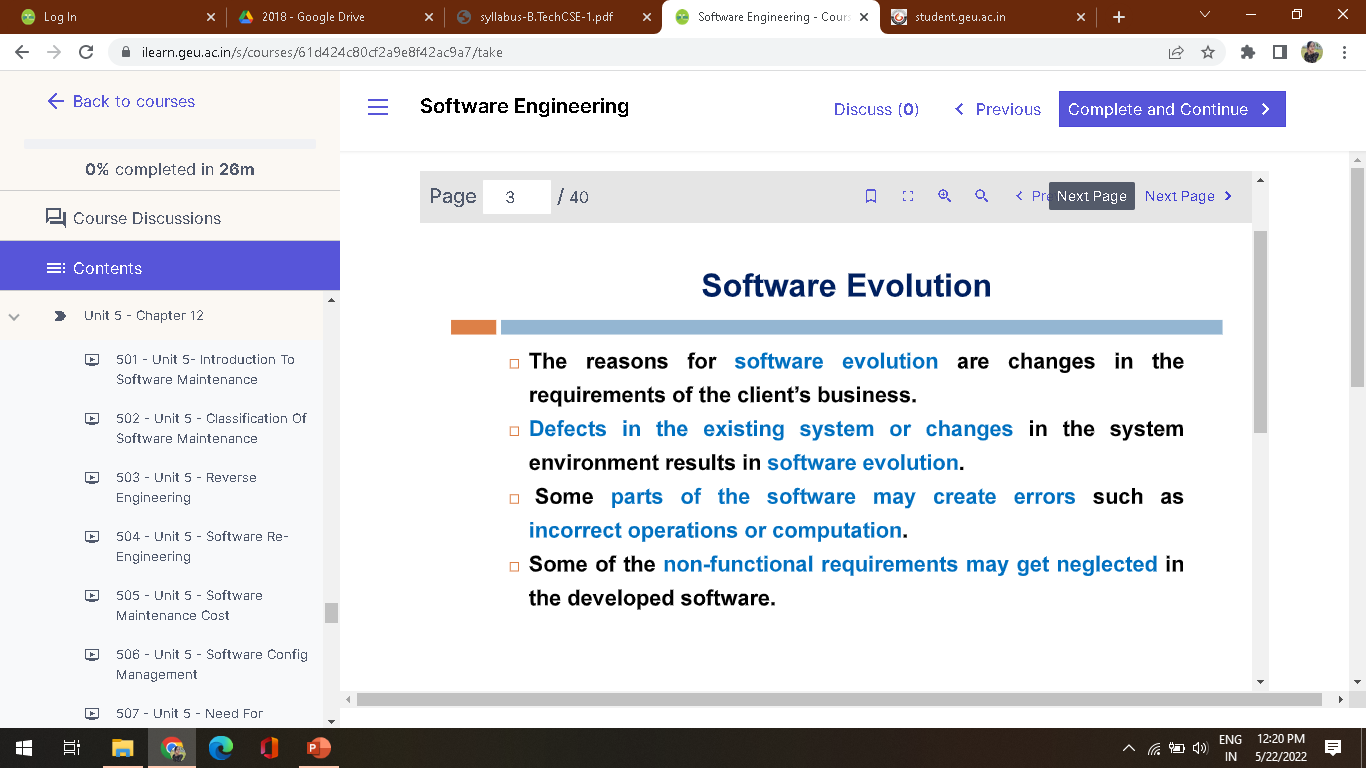 Log In
2018 - Google Drive
syllabus-B.TechCSE-1.pdf
Software Engineering - Cour
student.geu.ac.in
ilearn.geu.ac.in/s/courses/61d424c80cf2a9e8f42ac9a7/take
Back to courses
0% completed in 26m
Course Discussions
Contents
Unit 5 - Chapter 12
501 - Unit 5- Introduction To
Software Maintenance
502 - Unit 5 - Classification Of
Software Maintenance
503 - Unit 5 - Reverse
Engineering
504 - Unit 5 - Software Re-
Engineering
505 - Unit 5 - Software
Maintenance Cost
506 - Unit 5 - Software Config
Management
507 - Unit 5 - Need For
Software Engineering
Discuss (0)
Previous
Complete and Continue
Page 3 / 40
Pre
Next Page
Next Page
Software Evolution
The reasons for software evolution are changes in the
requirements of the client’s business.
Defects in the existing system or changes in the system
environment results in software evolution.
Some parts of the software may create errors such as
incorrect operations or computation.
Some of the non-functional requirements may get neglected in
the developed software.
ENG
IN
12:20 PM
5/22/2022